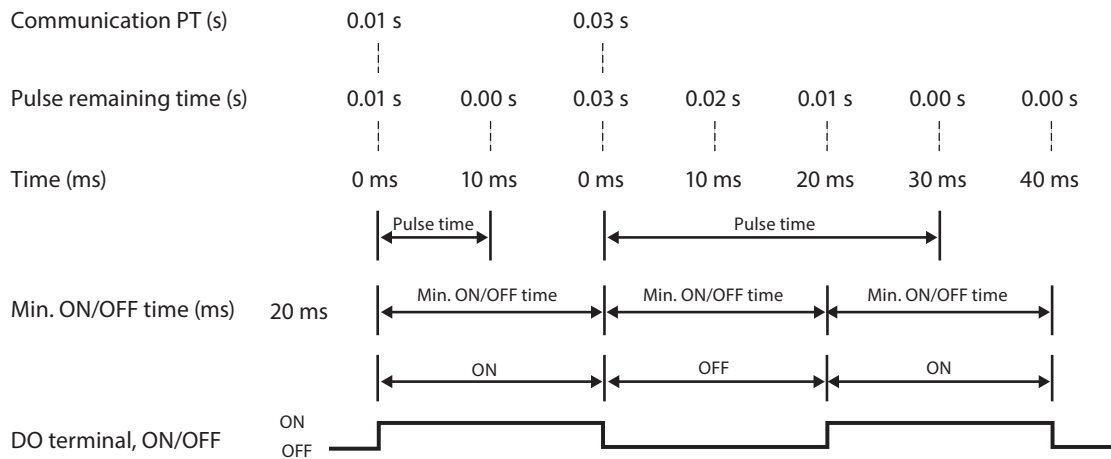 Communication PT (s) 0.01 s 0.03 s
Pulse remaining time (s) 0.01 s 0.00 s 0.03 s 0.02 s 0.01 s 0.00 s 0.00 s
Time (ms) 0 ms 10 ms 0 ms 10 ms 20 ms 30 ms 40 ms
Pulse time Pulse time
Min. ON/OFF time (ms) 20 ms Min. ON/OFF time Min. ON/OFF time Min. ON/OFF time
ON OFF ON
DO terminal, ON/OFF ON
OFF